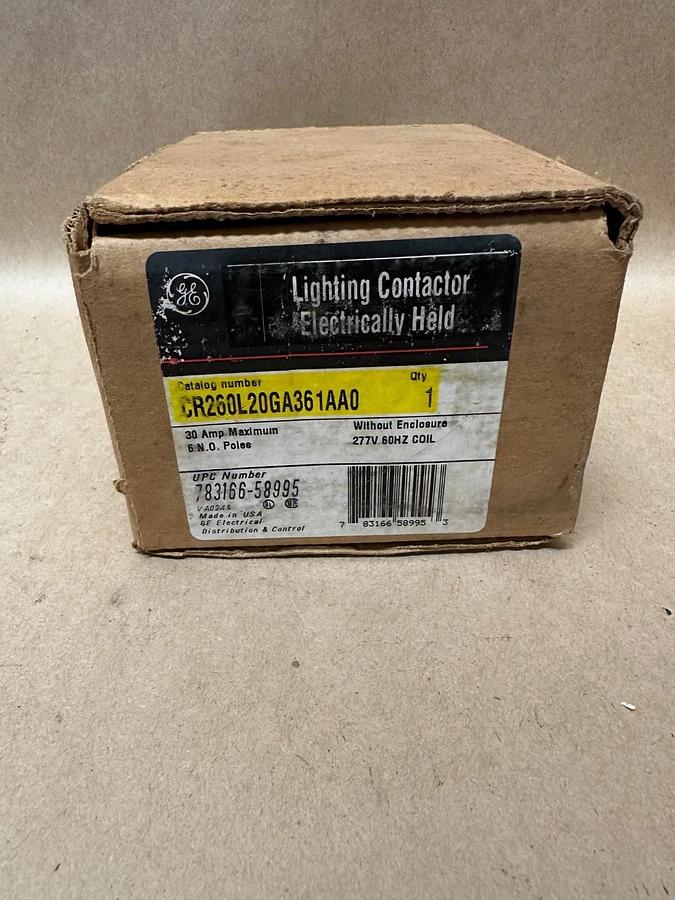 GE
Lighting Contactor
Electrically Held
Catalog number Qty
CR260L20GA361AA0 1
30 Amp Maximum Without Enclosure
6 N.O. Poles 277V 60HZ COIL
UPC Number
783166-58995
Made in USA
GE Electrical
Distribution & Control
7 83166 58995 3